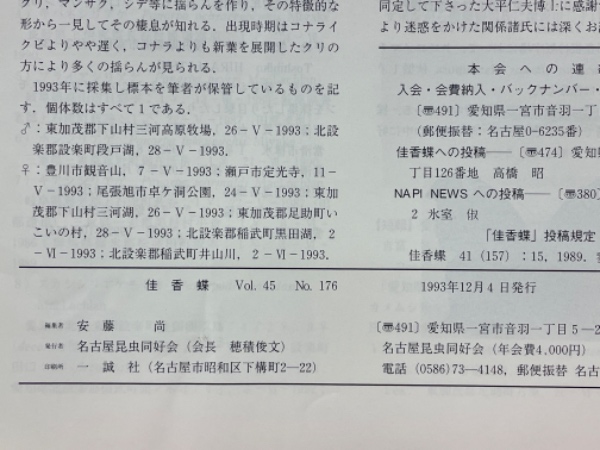 クリ，マンサク，シデ等に揺らんを作り，その特徴的な
形から一見してその棲息が知れる．出現時期はコナライ
クビよりやや遅く，コナラよりも新葉を展開したクリの
方により多くの揺らんが見られる．
1993年に採集し標本を筆者が保管しているものを記
す．個体数はすべて1である．
♂：東加茂郡下山村三河高原牧場，26－Ⅴ－1993；北設
楽郡設楽町段戸湖，28－Ⅴ－1993．
♀：豊川市観音山，7－Ⅴ－1993；瀬戸市定光寺，11－
Ⅴ－1993；尾張旭市卓ケ洞公園，24－Ⅴ－1993；東加
茂郡下山村三河湖，26－Ⅴ－1993；東加茂郡足助町い
こいの村，28－Ⅴ－1993；北設楽郡稲武町黒田湖，2
－Ⅵ－1993；北設楽郡稲武町井山川，2－Ⅵ－1993．
佳香蝶 Vol. 45 No. 176
編集者 安藤 尚
発行者 名古屋昆虫同好会（会長 穂積俊文）
印刷所 一誠社（名古屋市昭和区下構町2―22）
同定して下さった大平仁夫博士に感謝
より迷惑をかけた関係諸氏には深くお
本会への連
入会・会費納入・バックナンバー・
〔〠491〕愛知県一宮市音羽一丁
（郵便振替：名古屋0-6235番）
佳香蝶への投稿――〔〠474〕愛知
丁目126番地 高橋 昭
NAPI NEWS への投稿――〔〠380〕
2 氷室 俶
「佳香蝶」投稿規定
佳香蝶 41 (157)：15, 1989.
1993年12月4日発行
〔〠491〕愛知県一宮市音羽一丁目5―2
名古屋昆虫同好会（年会費4,000円）
電話 (0586)73―4148，郵便振替 名古